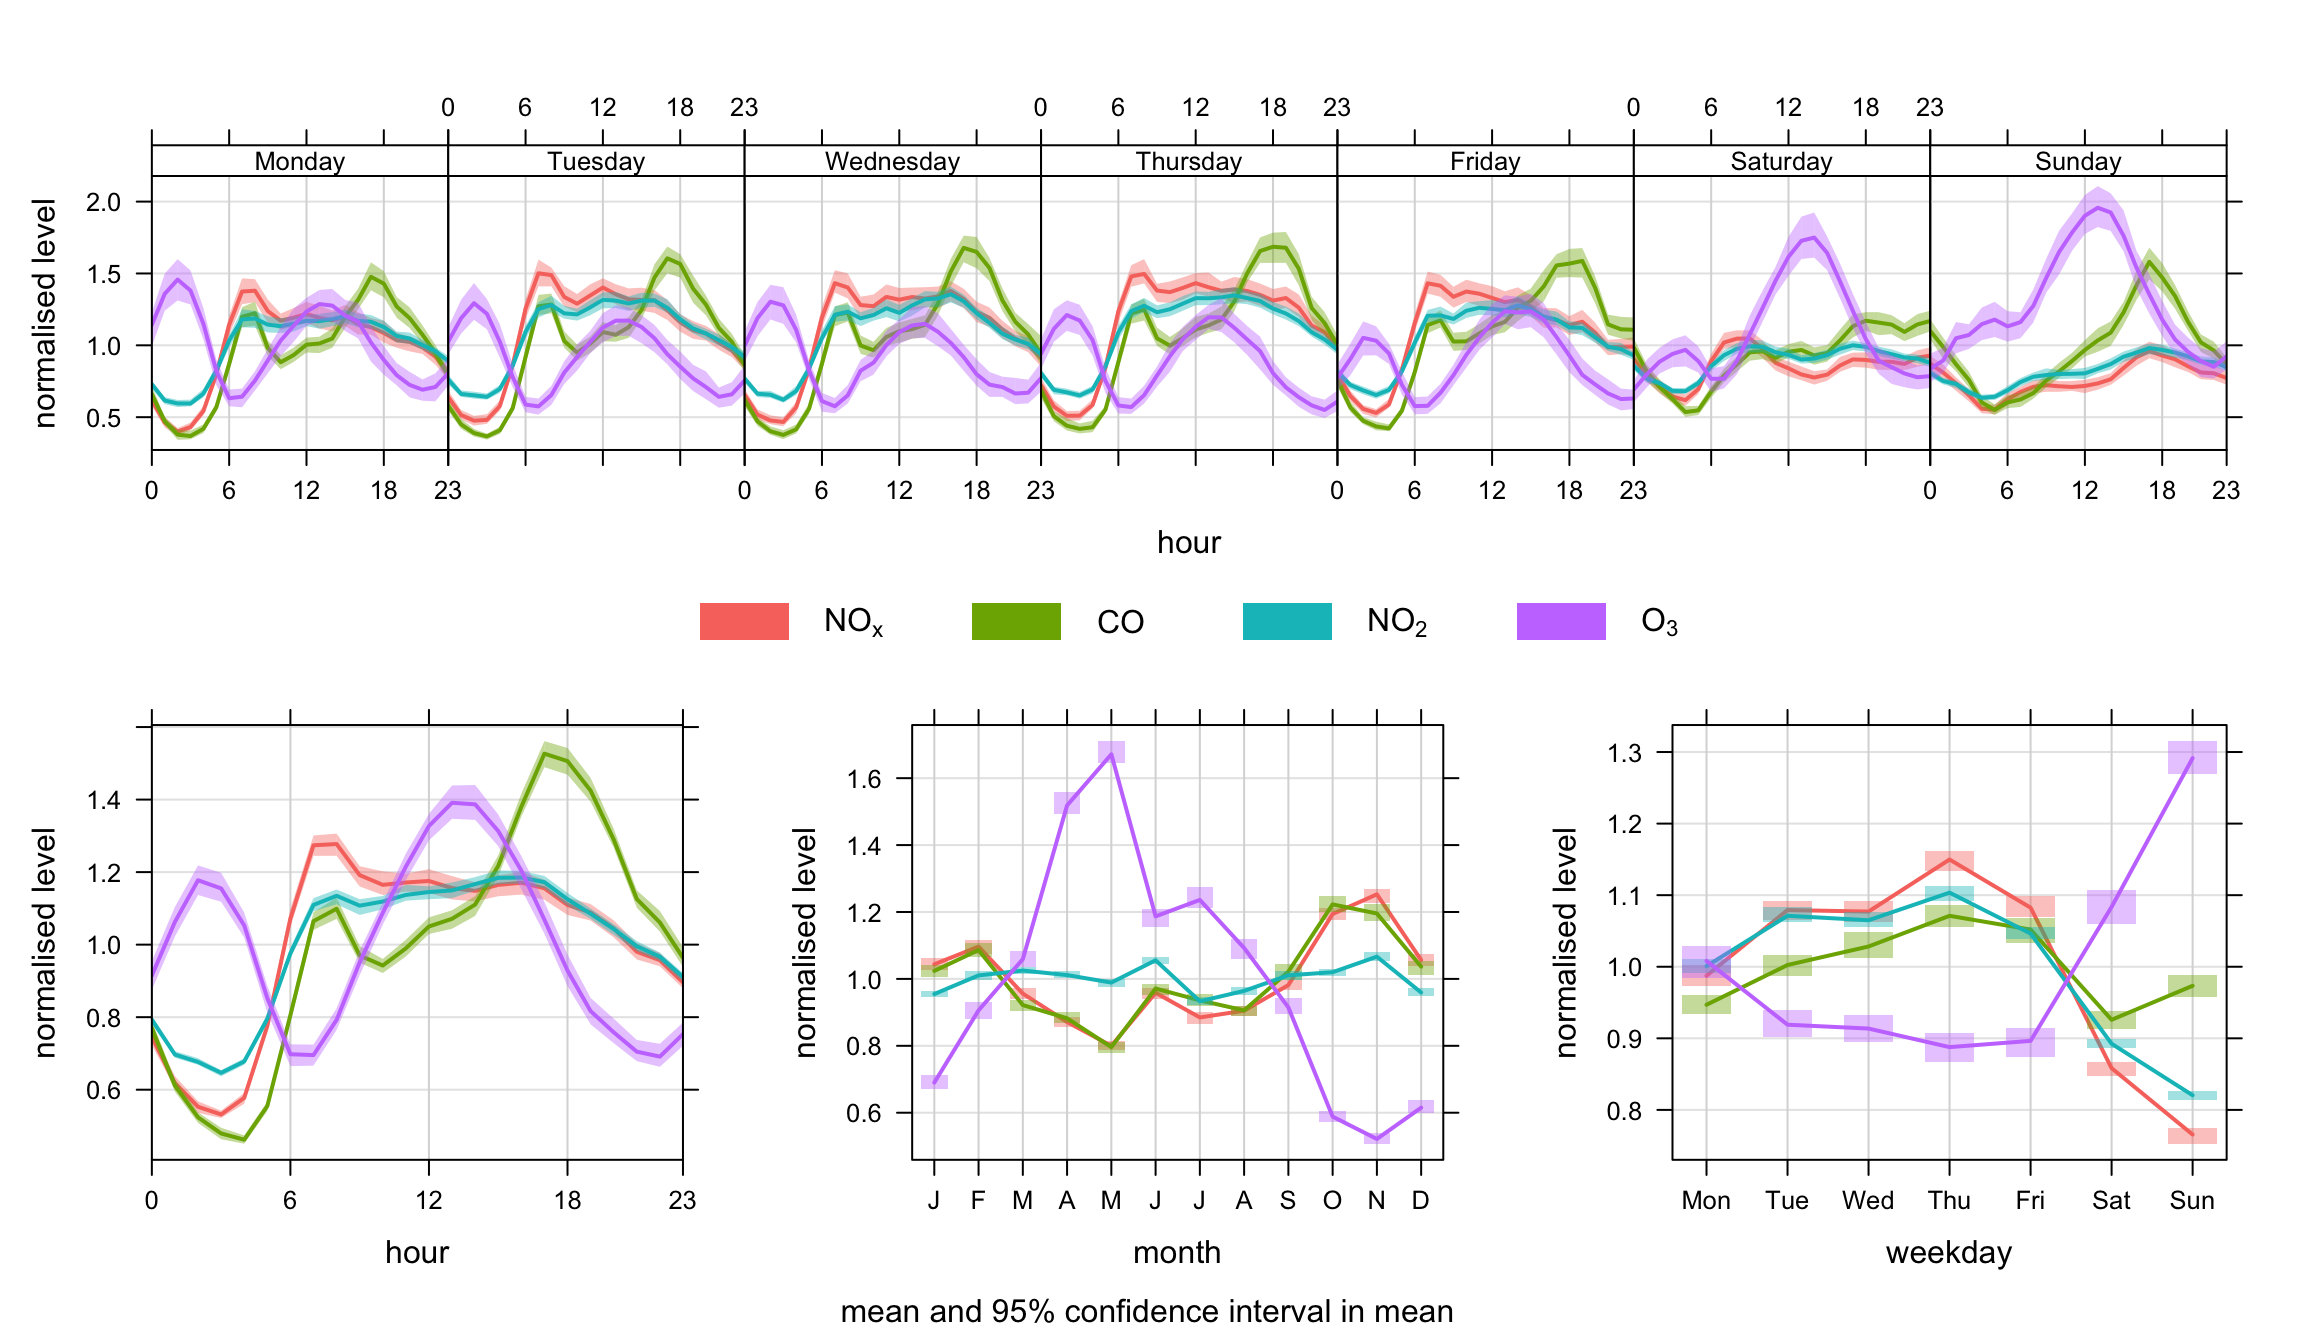 0 6 12 18 23 0 6 12 18 23 0 6 12 18 23
Monday Tuesday Wednesday Thursday Friday Saturday Sunday
normalised level
2.0
1.5
1.0
0.5
0 6 12 18 23 0 6 12 18 23 0 6 12 18 23 0 6 12 18 23
hour
NOx CO NO2 O3
normalised level
1.4
1.2
1.0
0.8
0.6
0 6 12 18 23
hour
normalised level
1.6
1.4
1.2
1.0
0.8
0.6
J F M A M J J A S O N D
month
normalised level
1.3
1.2
1.1
1.0
0.9
0.8
Mon Tue Wed Thu Fri Sat Sun
weekday
mean and 95% confidence interval in mean